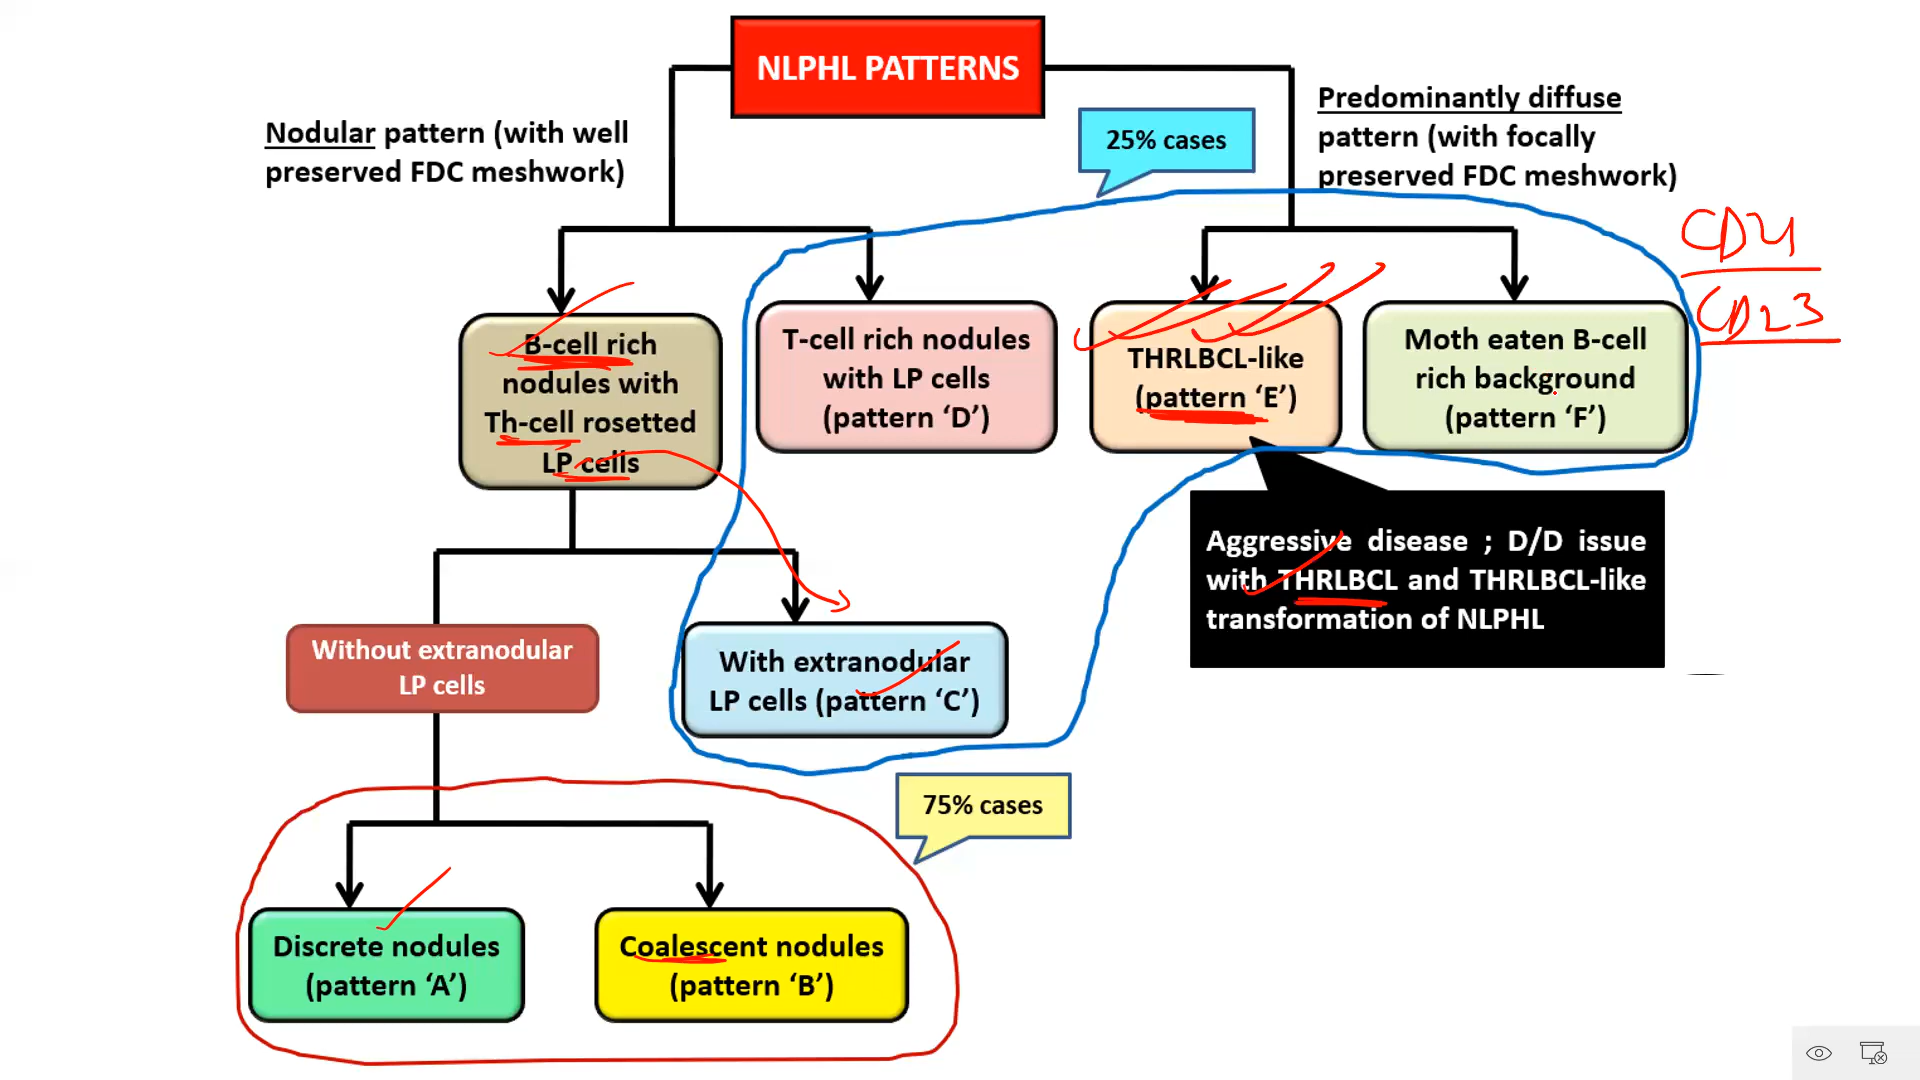 NLPHL PATTERNS
Nodular pattern (with well
preserved FDC meshwork)
25% cases
Predominantly diffuse
pattern (with focally
preserved FDC meshwork)
CD21
CD23
B-cell rich
nodules with
Th-cell rosetted
LP cells
T-cell rich nodules
with LP cells
(pattern ‘D’)
THRLBCL-like
(pattern ‘E’)
Moth eaten B-cell
rich background
(pattern ‘F’)
Aggressive disease ; D/D issue
with THRLBCL and THRLBCL-like
transformation of NLPHL
Without extranodular
LP cells
With extranodular
LP cells (pattern ‘C’)
75% cases
Discrete nodules
(pattern ‘A’)
Coalescent nodules
(pattern ‘B’)